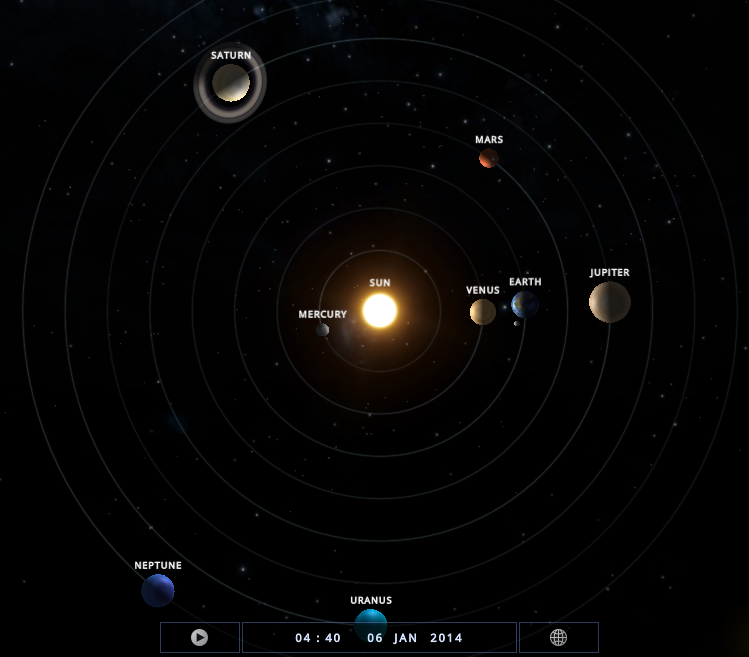 SATURN
MARS
JUPITER
SUN
EARTH
VENUS
MERCURY
NEPTUNE
URANUS
04 : 40 06 JAN 2014